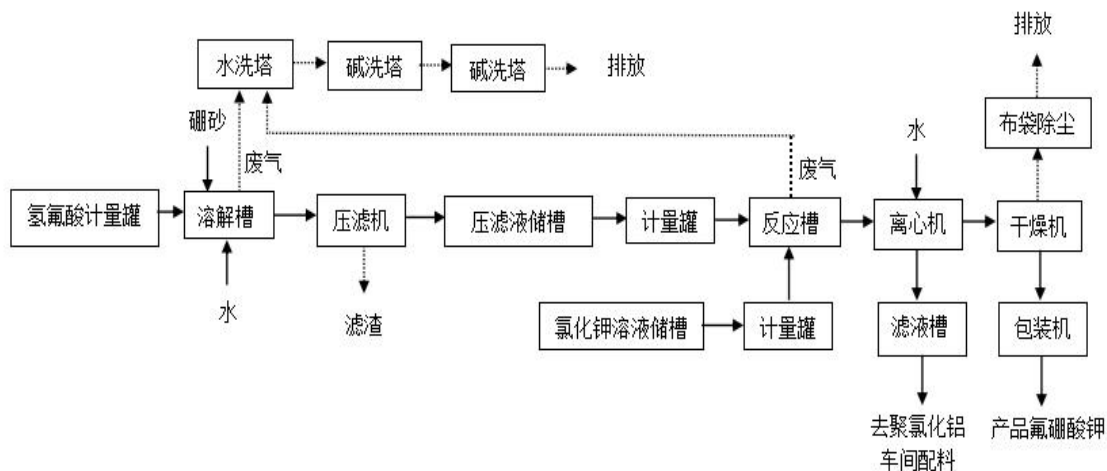 排放
水洗塔
碱洗塔
碱洗塔
排放
硼砂
废气
水
布袋除尘
废气
氢氟酸计量罐
溶解槽
压滤机
压滤液储槽
计量罐
反应槽
离心机
干燥机
水
滤渣
氯化钾溶液储槽
计量罐
滤液槽
包装机
去聚氯化铝
车间配料
产品氟硼酸钾